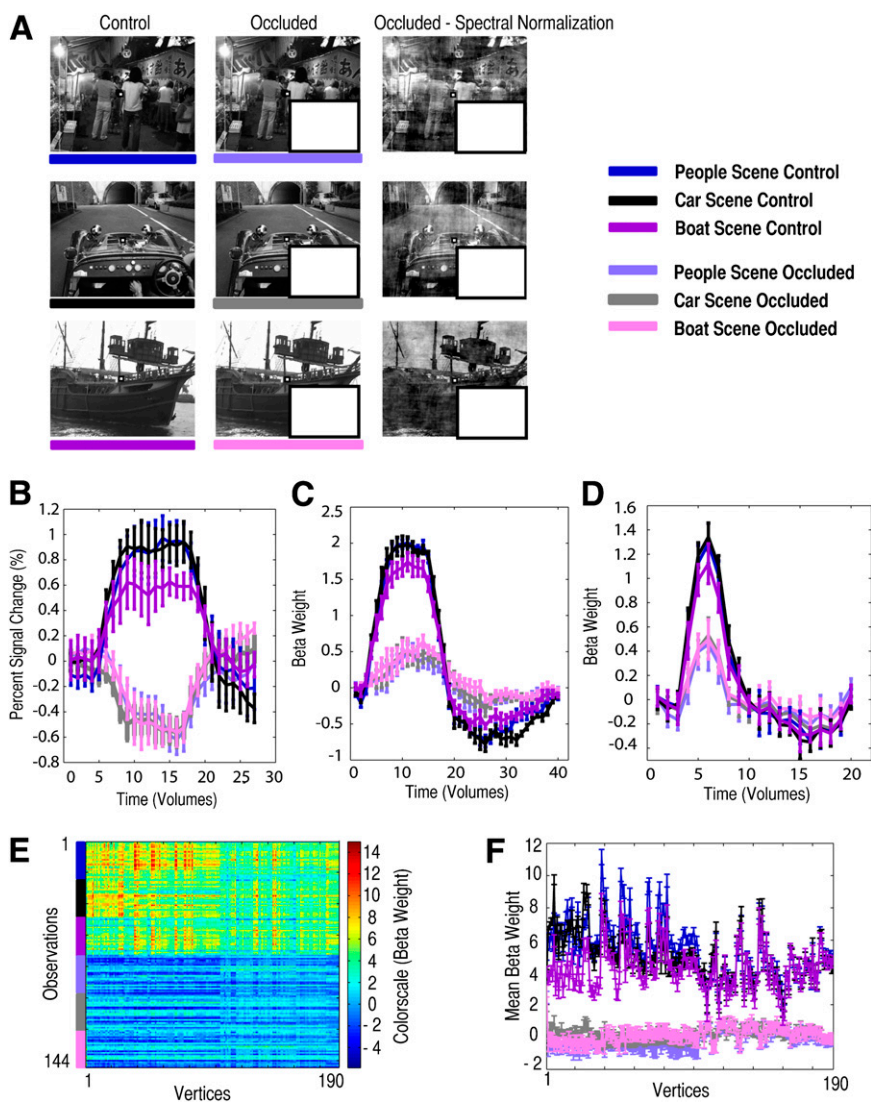 A
Control
Occluded
Occluded - Spectral Normalization
あん
People Scene Control
Car Scene Control
Boat Scene Control
People Scene Occluded
Car Scene Occluded
Boat Scene Occluded
B
Percent Signal Change (%)
1.2
1
0.8
0.6
0.4
0.2
0
-0.2
-0.4
-0.6
-0.8
0 5 10 15 20 25 30
Time (Volumes)
C
Beta Weight
2.5
2
1.5
1.0
0.5
0
-0.5
-1
0 10 20 30 40
Time (Volumes)
D
Beta Weight
1.6
1.4
1.2
1
0.8
0.6
0.4
0.2
0
-0.2
-0.4
0 5 10 15 20
Time (Volumes)
E
Observations
1
144
1 190
Vertices
14
12
10
8
6
4
2
0
- 2
- 4
- 6
Colorscale (Beta Weight)
F
Mean Beta Weight
12
10
8
6
4
2
0
- 2
1 190
Vertices